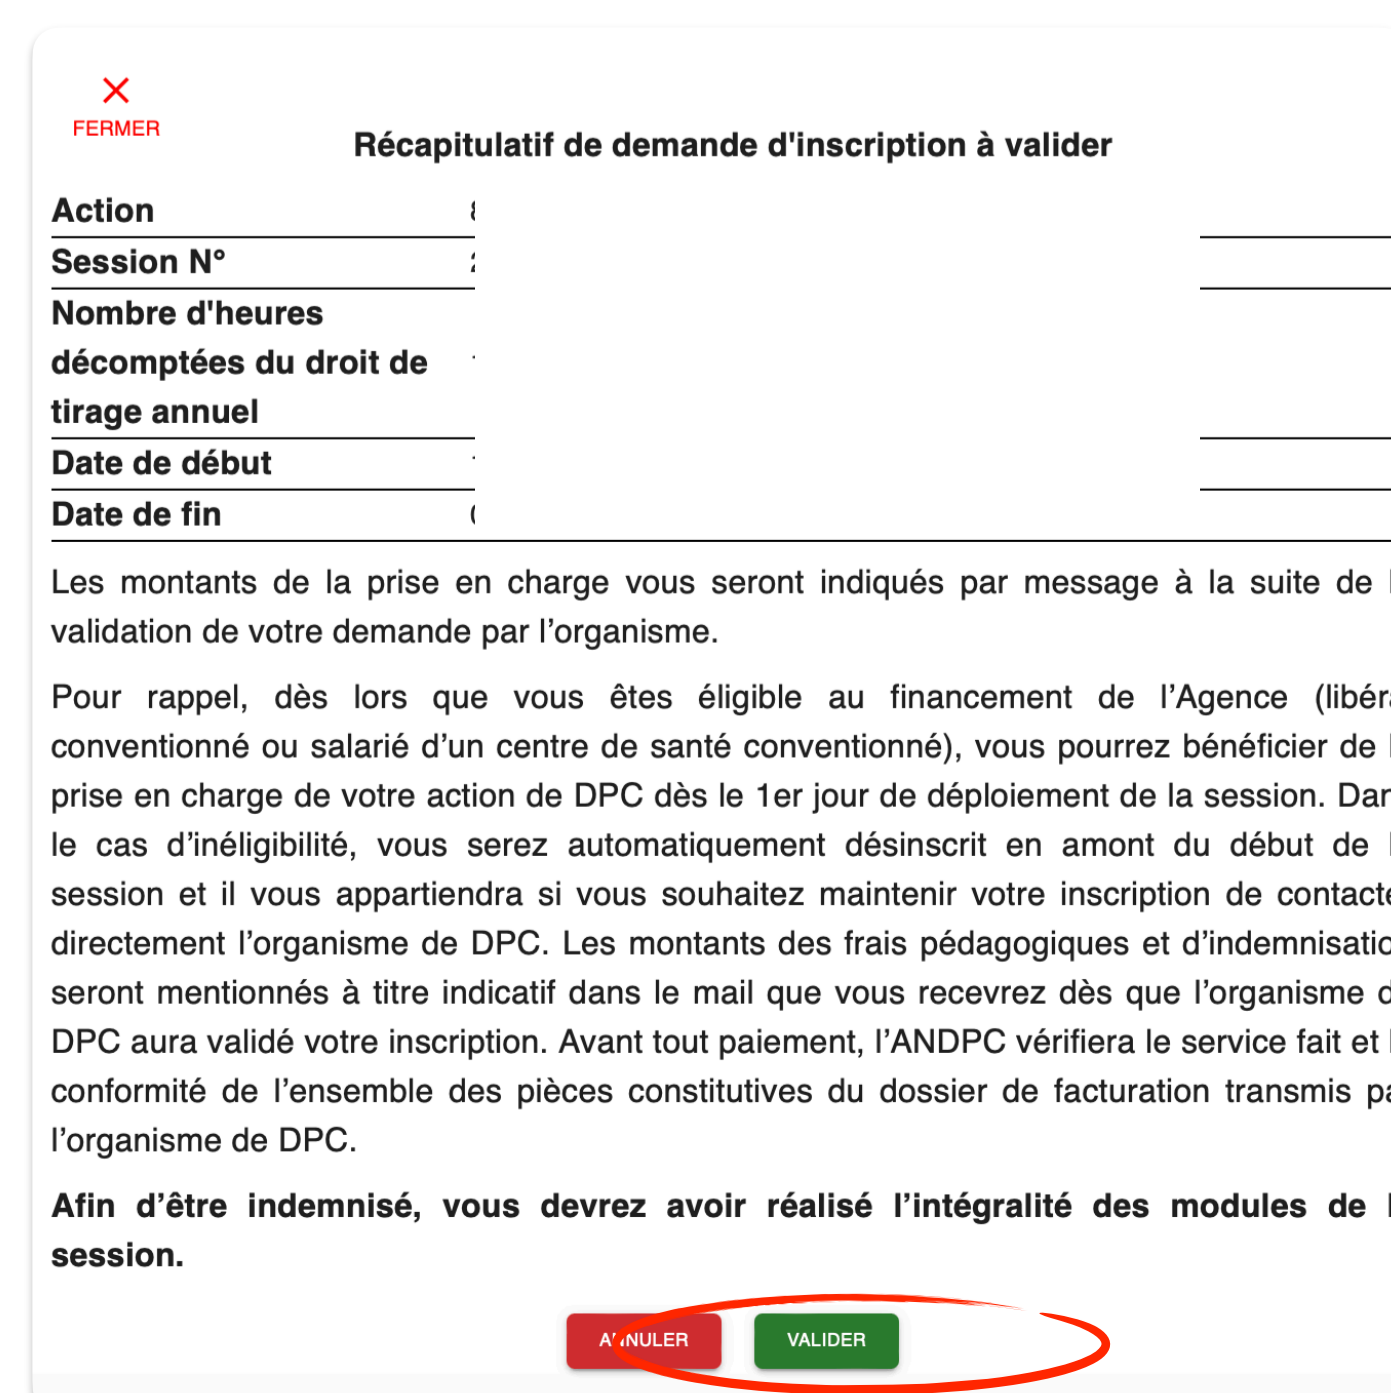 FERMER
Récapitulatif de demande d'inscription à valider
Action
Session N°
Nombre d'heures
décomptées du droit de
tirage annuel
Date de début
Date de fin
Les montants de la prise en charge vous seront indiqués par message à la suite de
validation de votre demande par l’organisme.
Pour rappel, dès lors que vous êtes éligible au financement de l’Agence
conventionné ou salarié d’un centre de santé conventionné), vous pourrez bénéficier de
prise en charge de votre action de DPC dès le 1er jour de déploiement de la session.
le cas d’inéligibilité, vous serez automatiquement désinscrit en amont du début de
session et il vous appartiendra si vous souhaitez maintenir votre inscription de
directement l’organisme de DPC. Les montants des frais pédagogiques et
seront mentionnés à titre indicatif dans le mail que vous recevrez dès que l’organisme
DPC aura validé votre inscription. Avant tout paiement, l’ANDPC vérifiera le service fait et
conformité de l’ensemble des pièces constitutives du dossier de facturation transmis
l’organisme de DPC.
Afin d’être indemnisé, vous devrez avoir réalisé l’intégralité des modules de
session.
ANNULER VALIDER